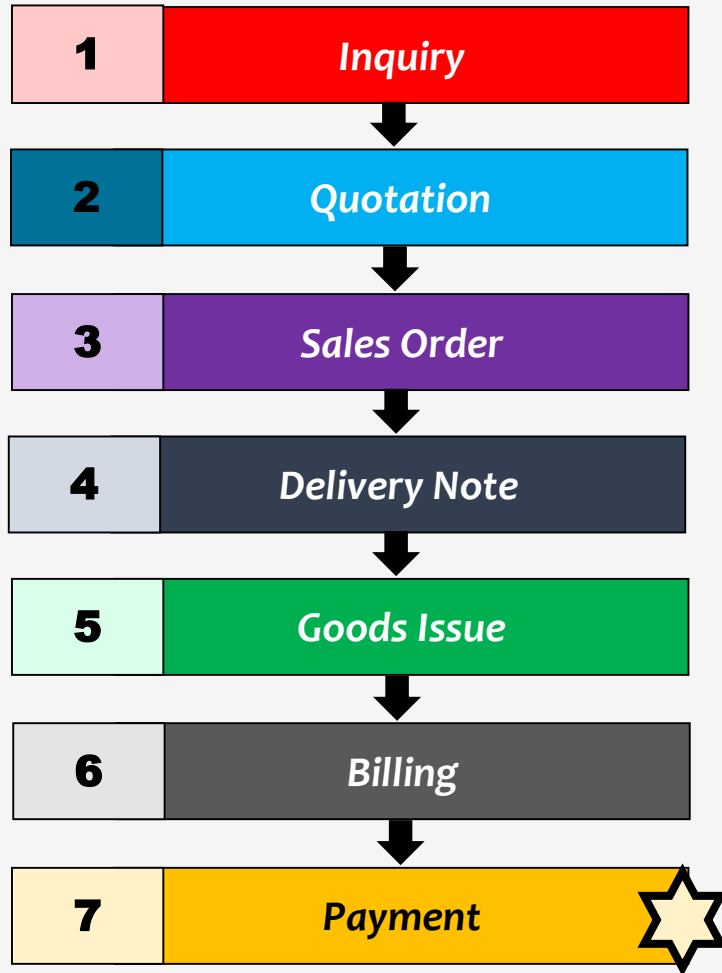 1 Inquiry
2 Quotation
3 Sales Order
4 Delivery Note
5 Goods Issue
6 Billing
7 Payment